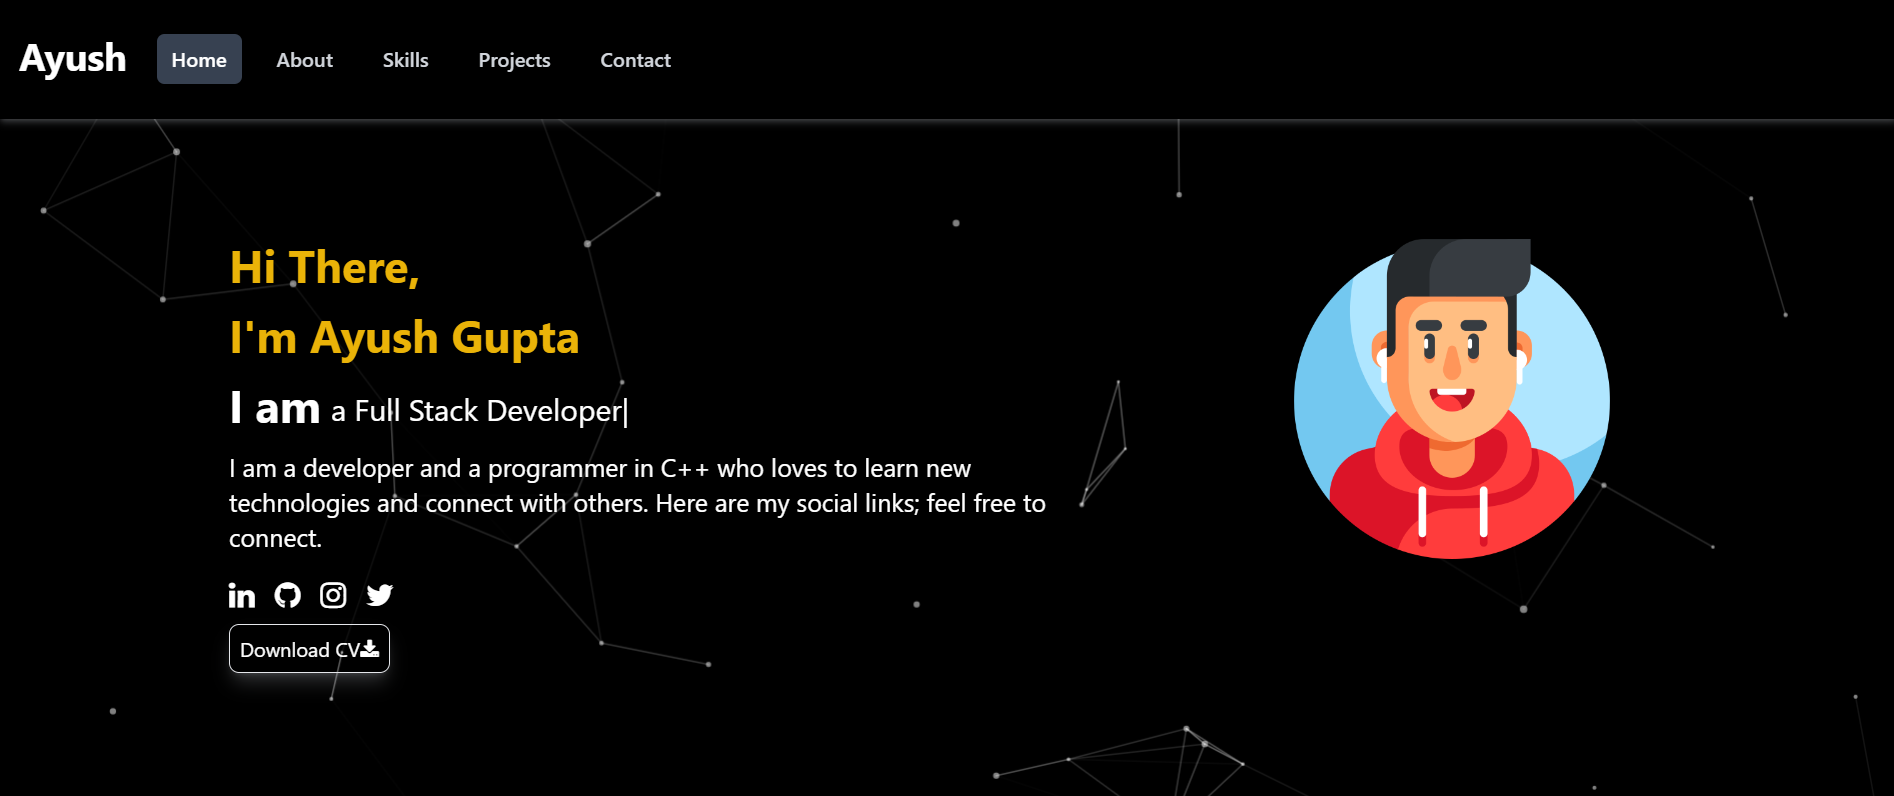 Ayush Home About Skills Projects Contact
Hi There,
I'm Ayush Gupta
I am a Full Stack Developer|
I am a developer and a programmer in C++ who loves to learn new
technologies and connect with others. Here are my social links; feel free to
connect.
Download CV